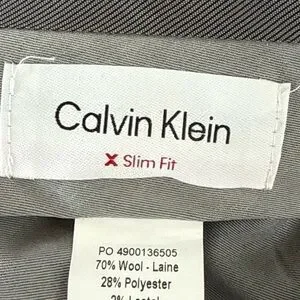 Calvin Klein
X Slim Fit
PO 4900136505
70% Wool - Laine
28% Polyester